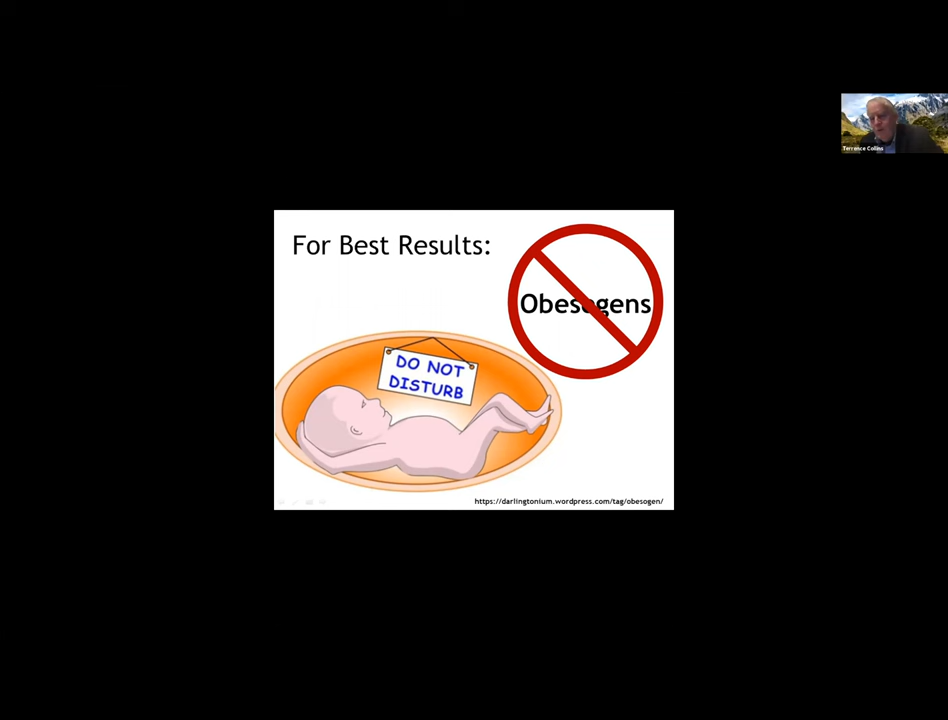 Terrence Collins
For Best Results:
Obesogens
DO NOT
DISTURB
https://darlingtonium.wordpress.com/tag/obesogen/